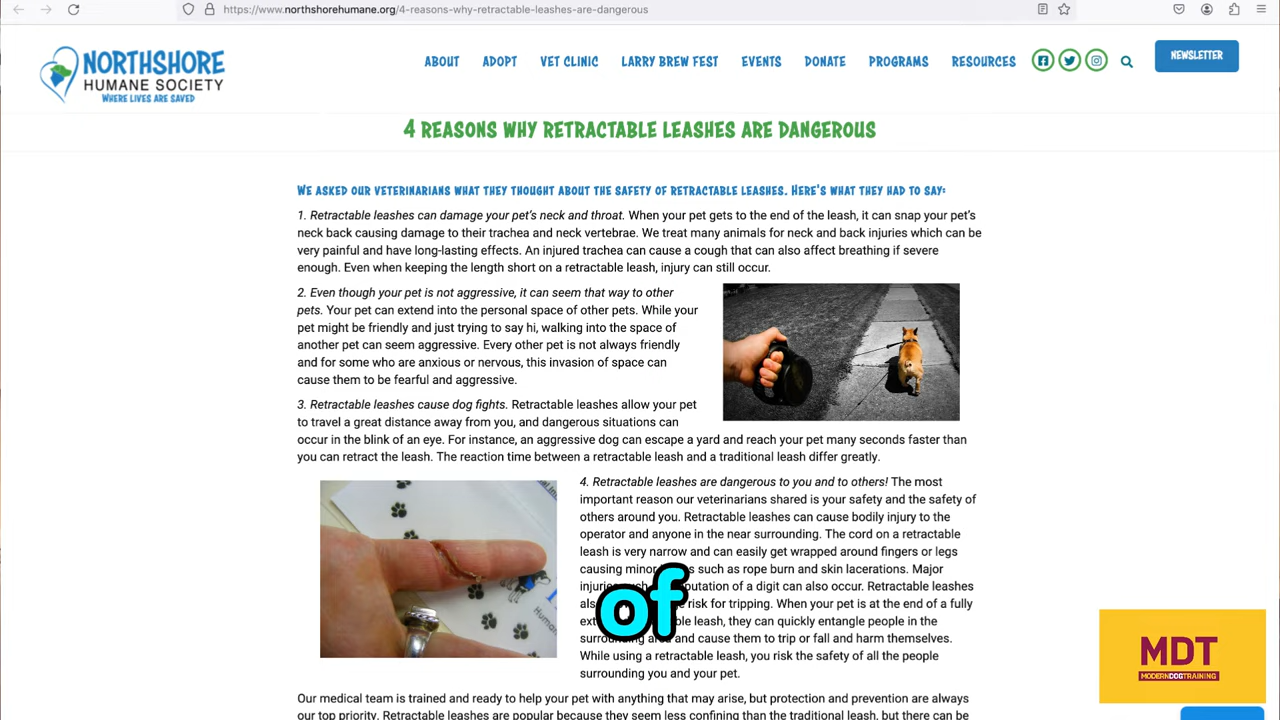 https://www.northshorehumane.org/4-reasons-why-retractable-leashes-are-dangerous
NORTHSHORE
HUMANE SOCIETY
WHERE LIVES ARE SAVED
ABOUT ADOPT VET CLINIC LARRY BREW FEST EVENTS DONATE PROGRAMS RESOURCES NEWSLETTER
4 REASONS WHY RETRACTABLE LEASHES ARE DANGEROUS
WE ASKED OUR VETERINARIANS WHAT THEY THOUGHT ABOUT THE SAFETY OF RETRACTABLE LEASHES. HERE'S WHAT THEY HAD TO SAY:
1. Retractable leashes can damage your pet's neck and throat. When your pet gets to the end of the leash, it can snap your pet's
neck back causing damage to their trachea and neck vertebrae. We treat many animals for neck and back injuries which can be
very painful and have long-lasting effects. An injured trachea can cause a cough that can also affect breathing if severe
enough. Even when keeping the length short on a retractable leash, injury can still occur.
2. Even though your pet is not aggressive, it can seem that way to other
pets. Your pet can extend into the personal space of other pets. While your
pet might be friendly and just trying to say hi, walking into the space of
another pet can seem aggressive. Every other pet is not always friendly
and for some who are anxious or nervous, this invasion of space can
cause them to be fearful and aggressive.
3. Retractable leashes cause dog fights. Retractable leashes allow your pet
to travel a great distance away from you, and dangerous situations can
occur in the blink of an eye. For instance, an aggressive dog can escape a yard and reach your pet many seconds faster than
you can retract the leash. The reaction time between a retractable leash and a traditional leash differ greatly.
4. Retractable leashes are dangerous to you and to others! The most
important reason our veterinarians shared is your safety and the safety of
others around you. Retractable leashes can cause bodily injury to the
operator and anyone in the near surrounding. The cord on a retractable
leash is very narrow and can easily get wrapped around fingers or legs
causing minor such as rope burn and skin lacerations. Major
of a digit can also occur. Retractable leashes
risk for tripping. When your pet is at the end of a fully
leash, they can quickly entangle people in the
surrounding area and cause them to trip or fall and harm themselves.
While using a retractable leash, you risk the safety of all the people
surrounding you and your pet.
of
Our medical team is trained and ready to help your pet with anything that may arise, but protection and prevention are always
our top priority. Retractable leashes are popular because they seem less confining than the traditional leash, but there can be
MDT
MODERNDOGTRAINING